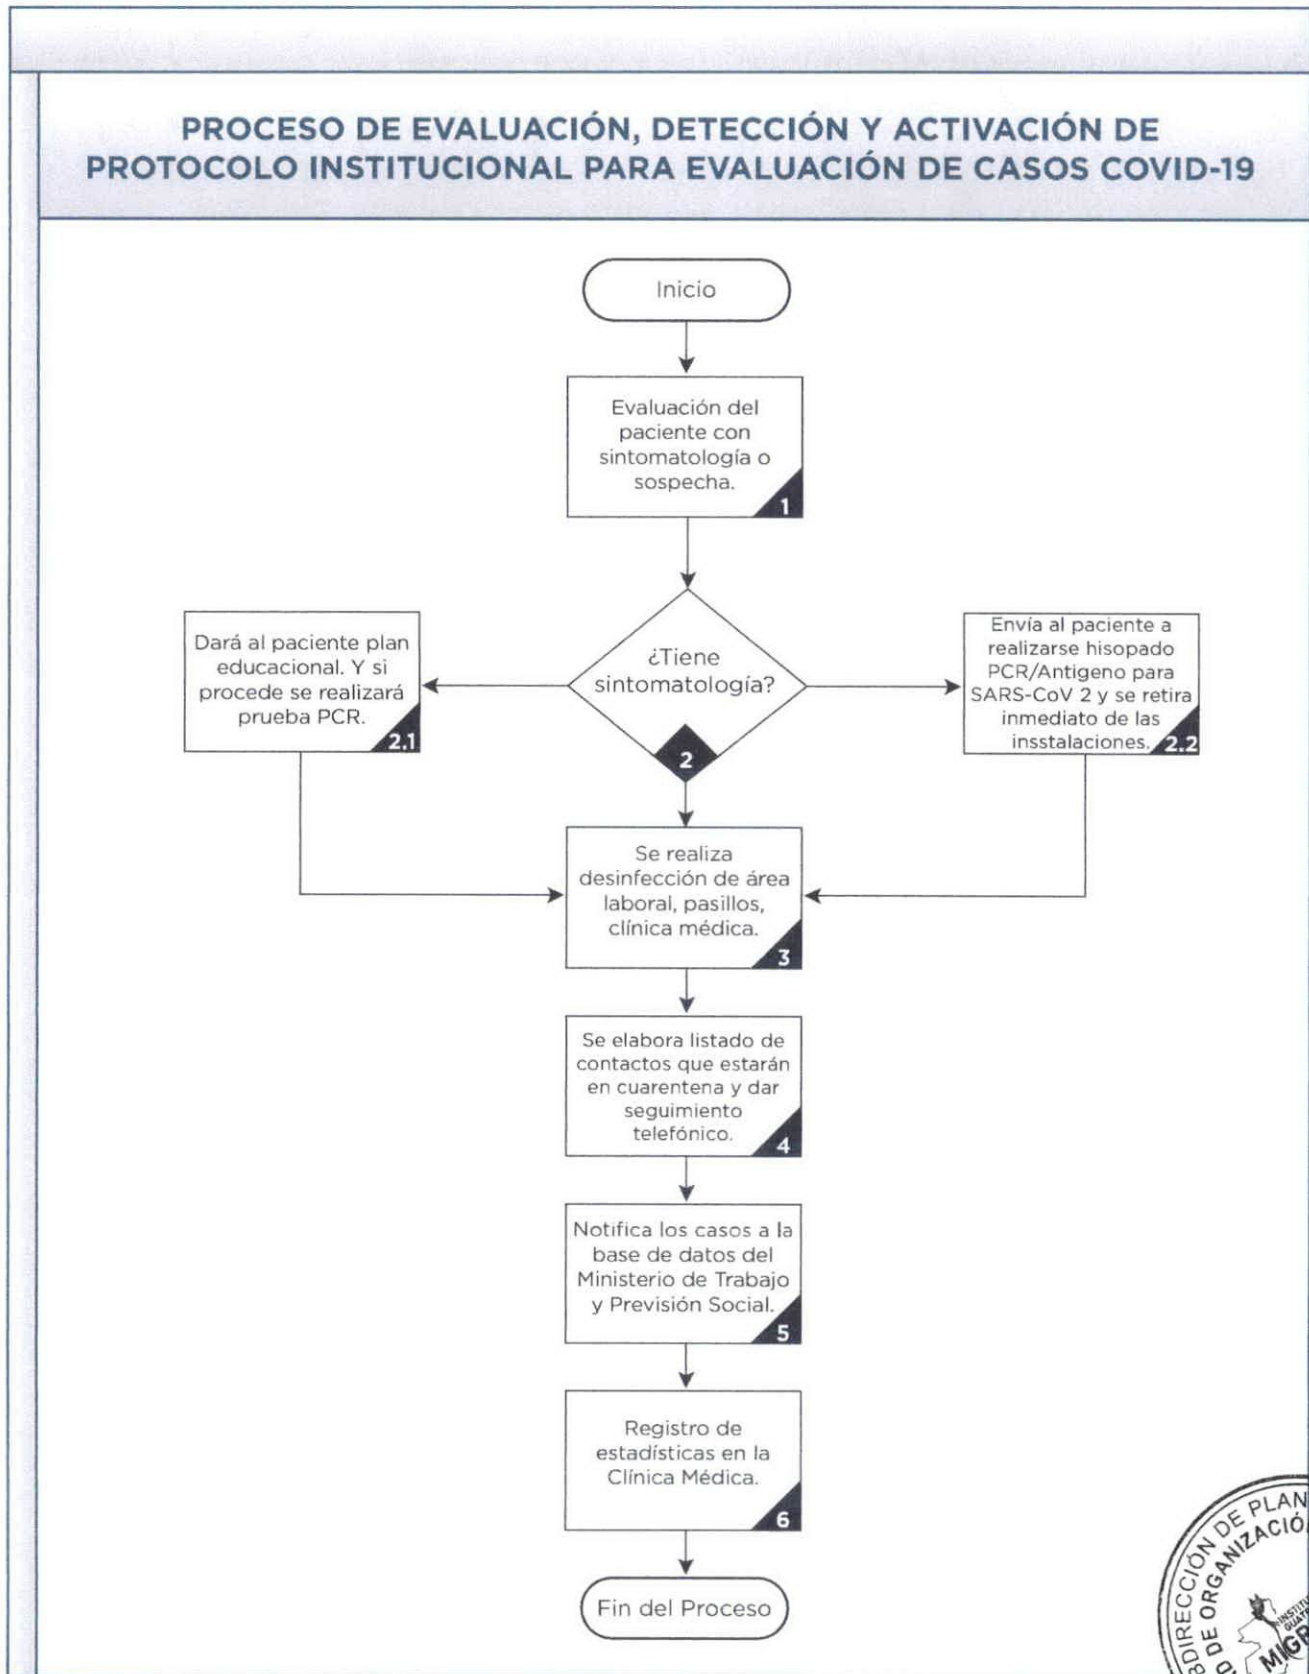 PROCESO DE EVALUACIÓN, DETECCIÓN Y ACTIVACIÓN DE
PROTOCOLO INSTITUCIONAL PARA EVALUACIÓN DE CASOS COVID-19
Inicio
Evaluación del
paciente con
sintomatología o
sospecha.
1
¿Tiene
sintomatología?
2
Dará al paciente plan
educacional. Y si
procede se realizará
prueba PCR.
2.1
Envía al paciente a
realizarse hisopado
PCR/Antigeno para
SARS-CoV 2 y se retira
inmediato de las
insstalaciones.
2.2
Se realiza
desinfección de área
laboral, pasillos,
clínica médica.
3
Se elabora listado de
contactos que estarán
en cuarentena y dar
seguimiento
telefónico.
4
Notifica los casos a la
base de datos del
Ministerio de Trabajo
y Previsión Social.
5
Registro de
estadísticas en la
Clínica Médica.
6
Fin del Proceso
BDIRECCIÓN DE PLAN
D DE ORGANIZACIÓ